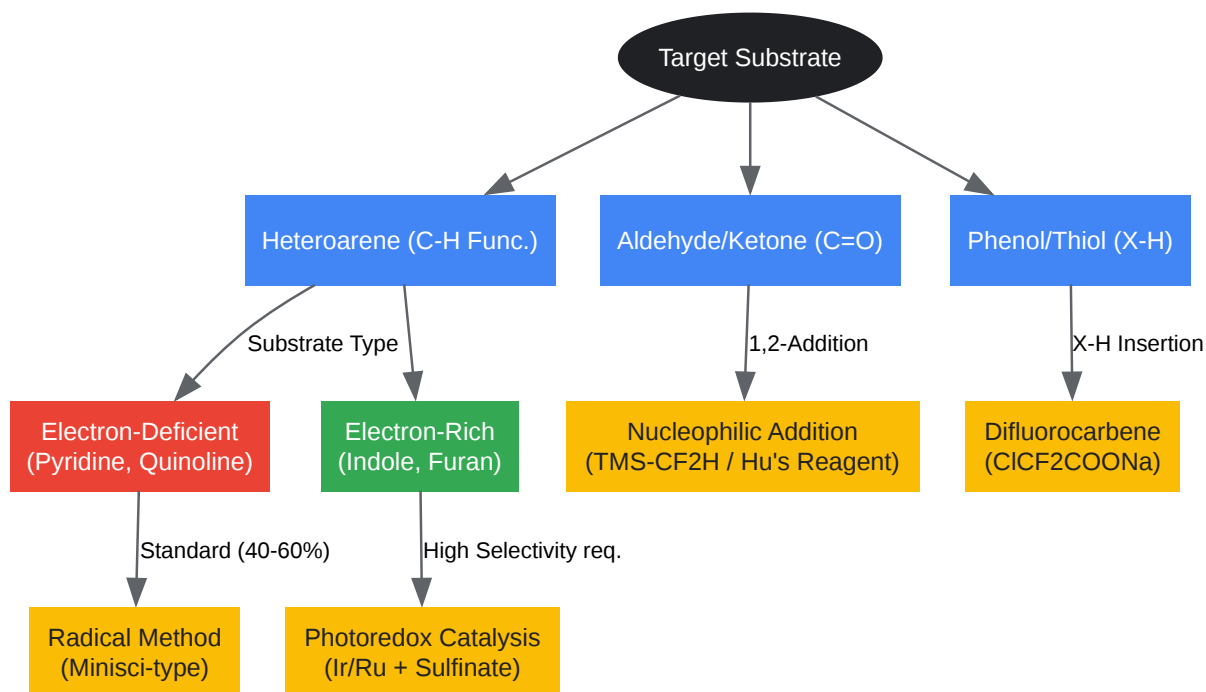 Target Substrate
Heteroarene (C-H Func.)
Aldehyde/Ketone (C=O)
Phenol/Thiol (X-H)
Substrate Type
1,2-Addition
X-H Insertion
Electron-Deficient
(Pyridine, Quinoline)
Electron-Rich
(Indole, Furan)
Nucleophilic Addition
(TMS-CF2H / Hu's Reagent)
Difluorocarbene
(ClCF2COONa)
Standard (40-60%)
High Selectivity req.
Radical Method
(Minisci-type)
Photoredox Catalysis
(Ir/Ru + Sulfinate)